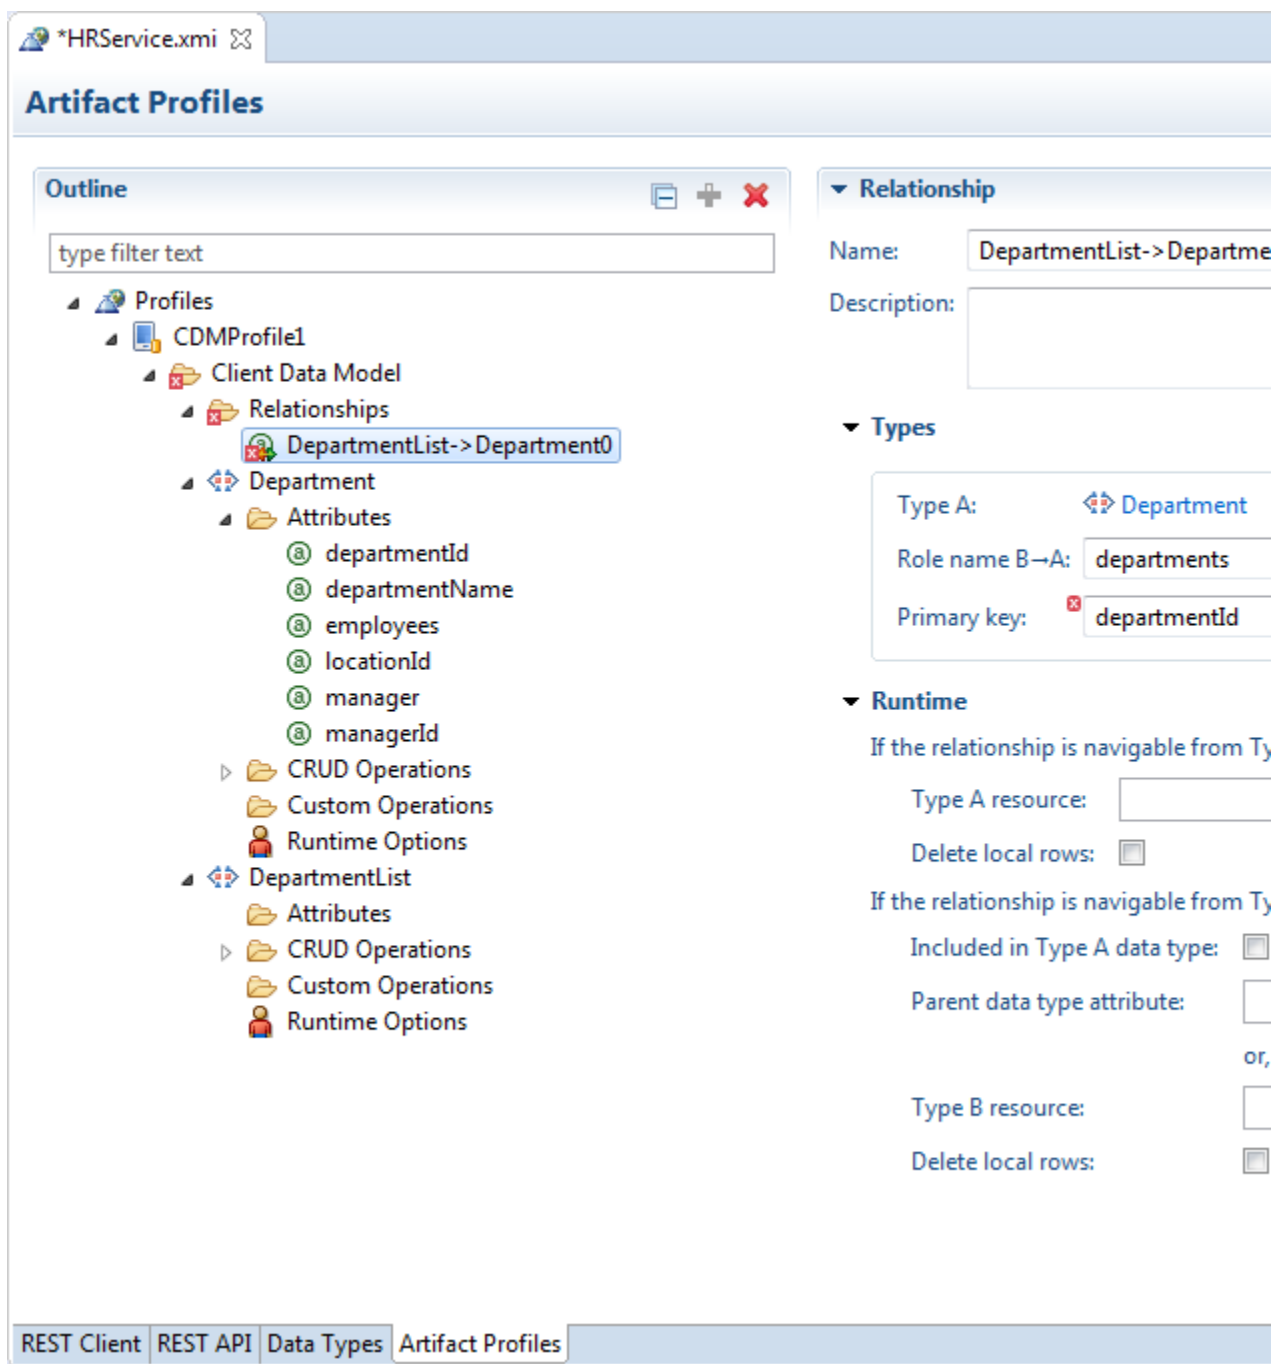 *HRService.xmi
Artifact Profiles
Outline
type filter text
Profiles
CDMProfile1
Client Data Model
Relationships
DepartmentList->Department0
Department
Attributes
departmentId
departmentName
employees
locationId
manager
managerId
CRUD Operations
Custom Operations
Runtime Options
DepartmentList
Attributes
CRUD Operations
Custom Operations
Runtime Options
Relationship
Name: DepartmentList->Departme
Description:
Types
Type A: Department
Role name B→A: departments
Primary key: departmentId
Runtime
If the relationship is navigable from Ty
Type A resource:
Delete local rows:
If the relationship is navigable from Ty
Included in Type A data type:
Parent data type attribute:
or,
Type B resource:
Delete local rows:
REST Client REST API Data Types Artifact Profiles